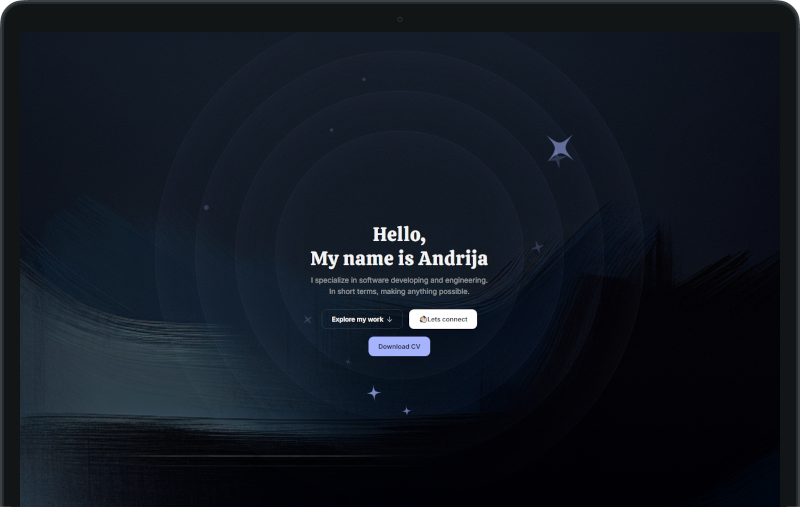 Hello,
My name is Andrija
I specialize in software developing and engineering.
In short terms, making anything possible.
Explore my work ↓
Lets connect
Download CV